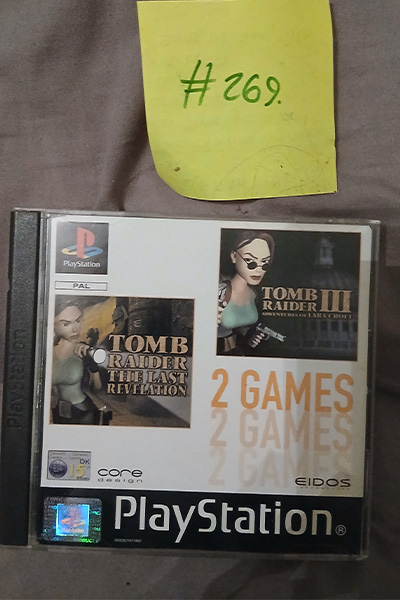 #269.
PlayStation
PAL
TOMB
RAIDER III
ADVENTURES OF LARA CROFT
TOMB
RAIDER
THE LAST
REVELATION
2 GAMES
2 GAMES
2 GAMES
OK
15
core
design
EIDOS
PlayStation®
PlayStation